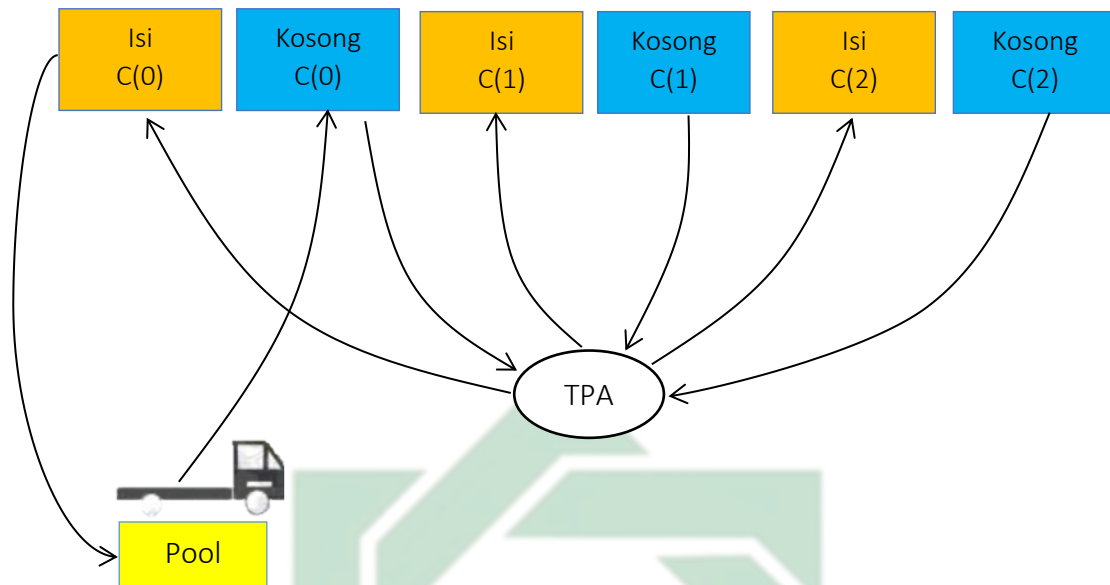 Isi
C(0)
Kosong
C(0)
Isi
C(1)
Kosong
C(1)
Isi
C(2)
Kosong
C(2)
TPA
Pool